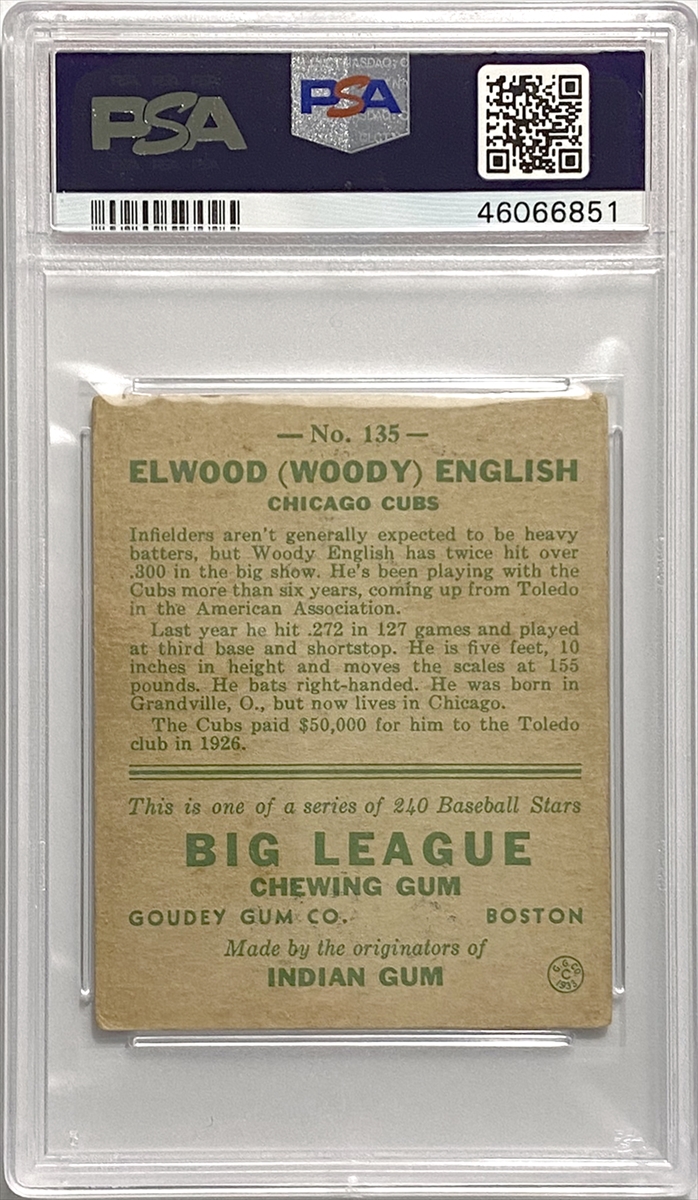 PSA
PSA
46066851
— No. 135 —
ELWOOD (WOODY) ENGLISH
CHICAGO CUBS
Infielders aren't generally expected to be heavy
batters, but Woody English has twice hit over
.300 in the big show. He's been playing with the
Cubs more than six years, coming up from Toledo
in the American Association.
Last year he hit .272 in 127 games and played
at third base and shortstop. He is five feet, 10
inches in height and moves the scales at 155
pounds. He bats right-handed. He was born in
Grandville, O., but now lives in Chicago.
The Cubs paid $50,000 for him to the Toledo
club in 1926.
This is one of a series of 240 Baseball Stars
BIG LEAGUE
CHEWING GUM
GOUDEY GUM CO. BOSTON
Made by the originators of
INDIAN GUM
G. G. CO.
C
1933